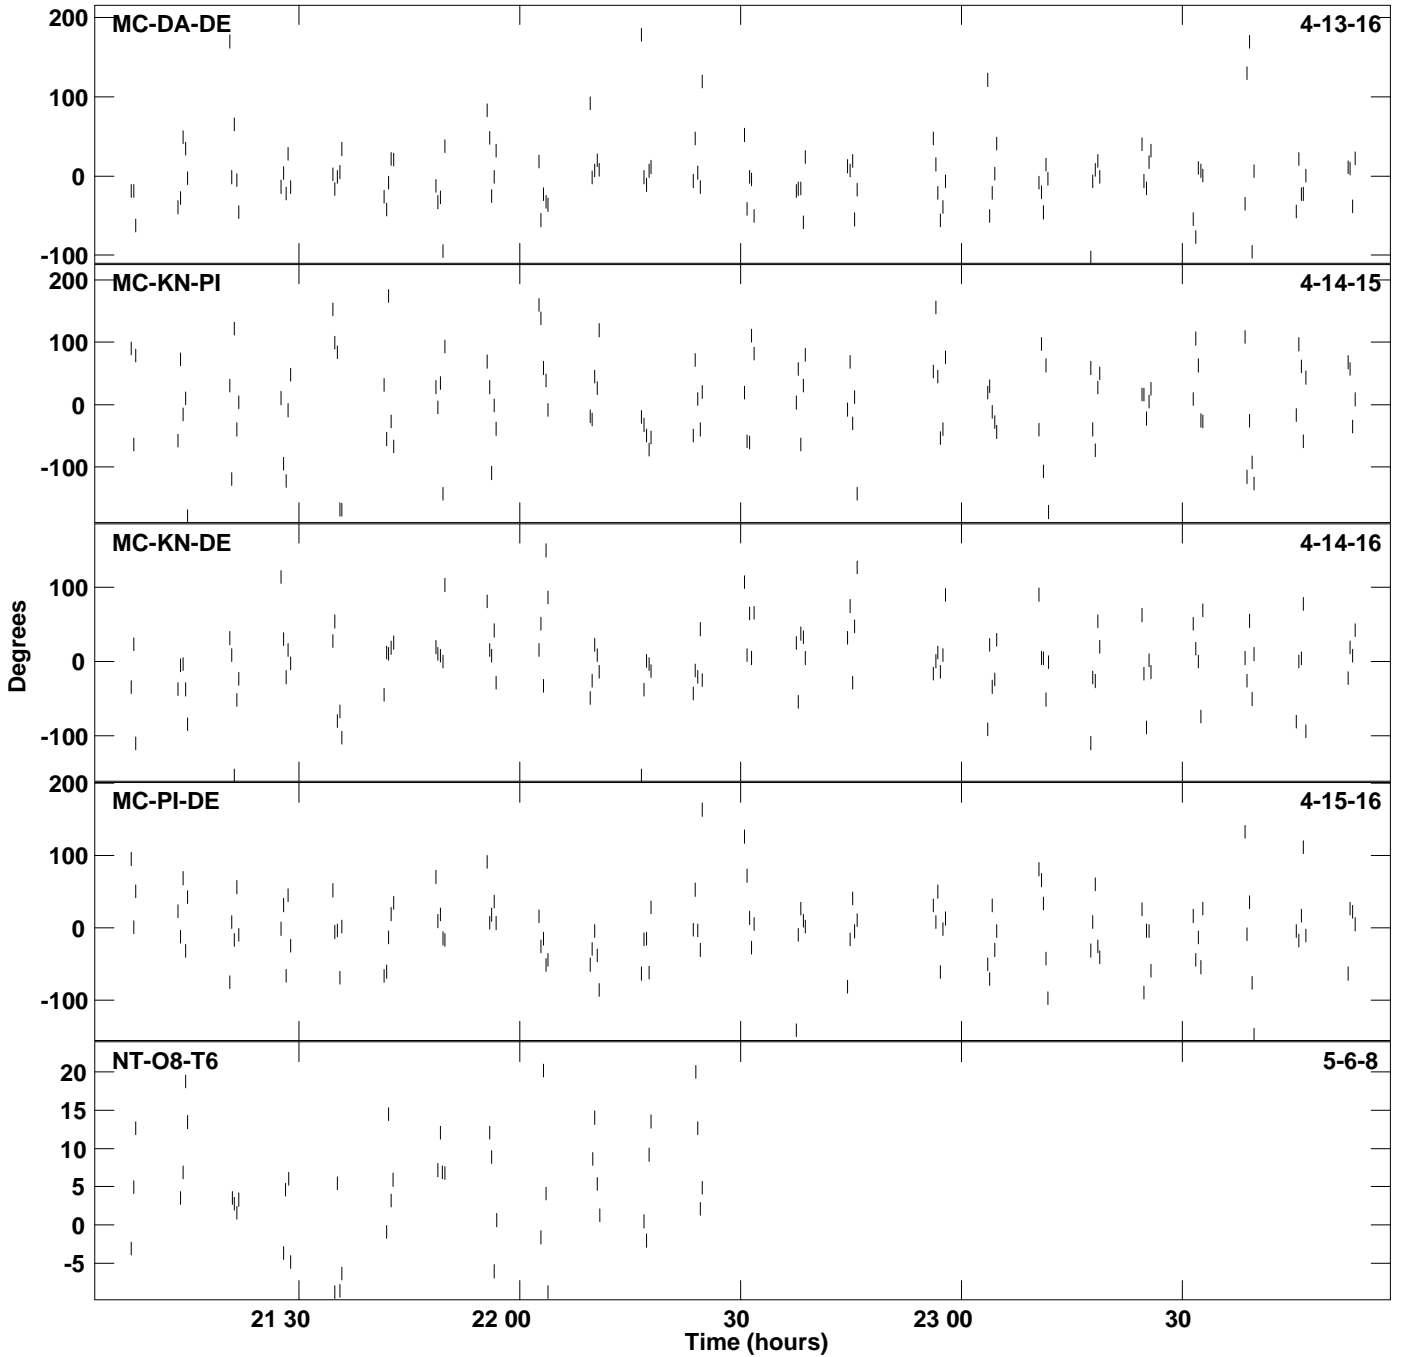 200 MC-DA-DE 4-13-16
100
0
-100
200 MC-KN-PI 4-14-15
100
0
-100
MC-KN-DE 4-14-16
100
0
-100
Degrees
200
MC-PI-DE 4-15-16
100
0
-100
NT-O8-T6 5-6-8
20
15
10
5
0
-5
21 30 22 00 30 23 00 30
Time (hours)